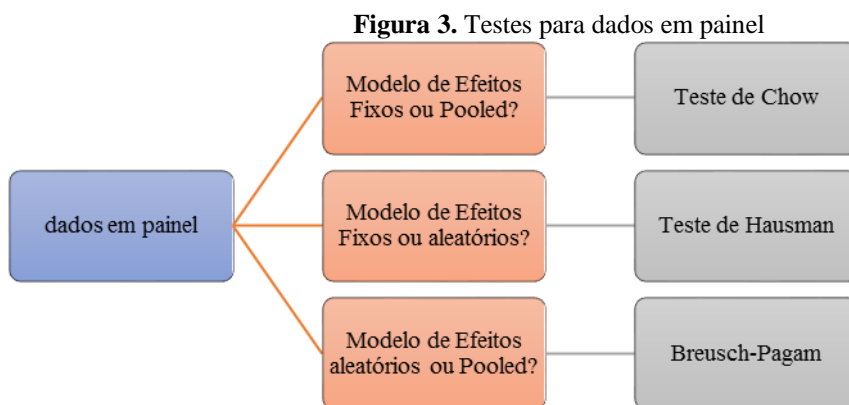 Figura 3. Testes para dados em painel
Modelo de Efeitos
Fixos ou Pooled?
Teste de Chow
dados em painel
Modelo de Efeitos
Fixos ou aleatórios?
Teste de Hausman
Modelo de Efeitos
aleatórios ou Pooled?
Breusch-Pagam